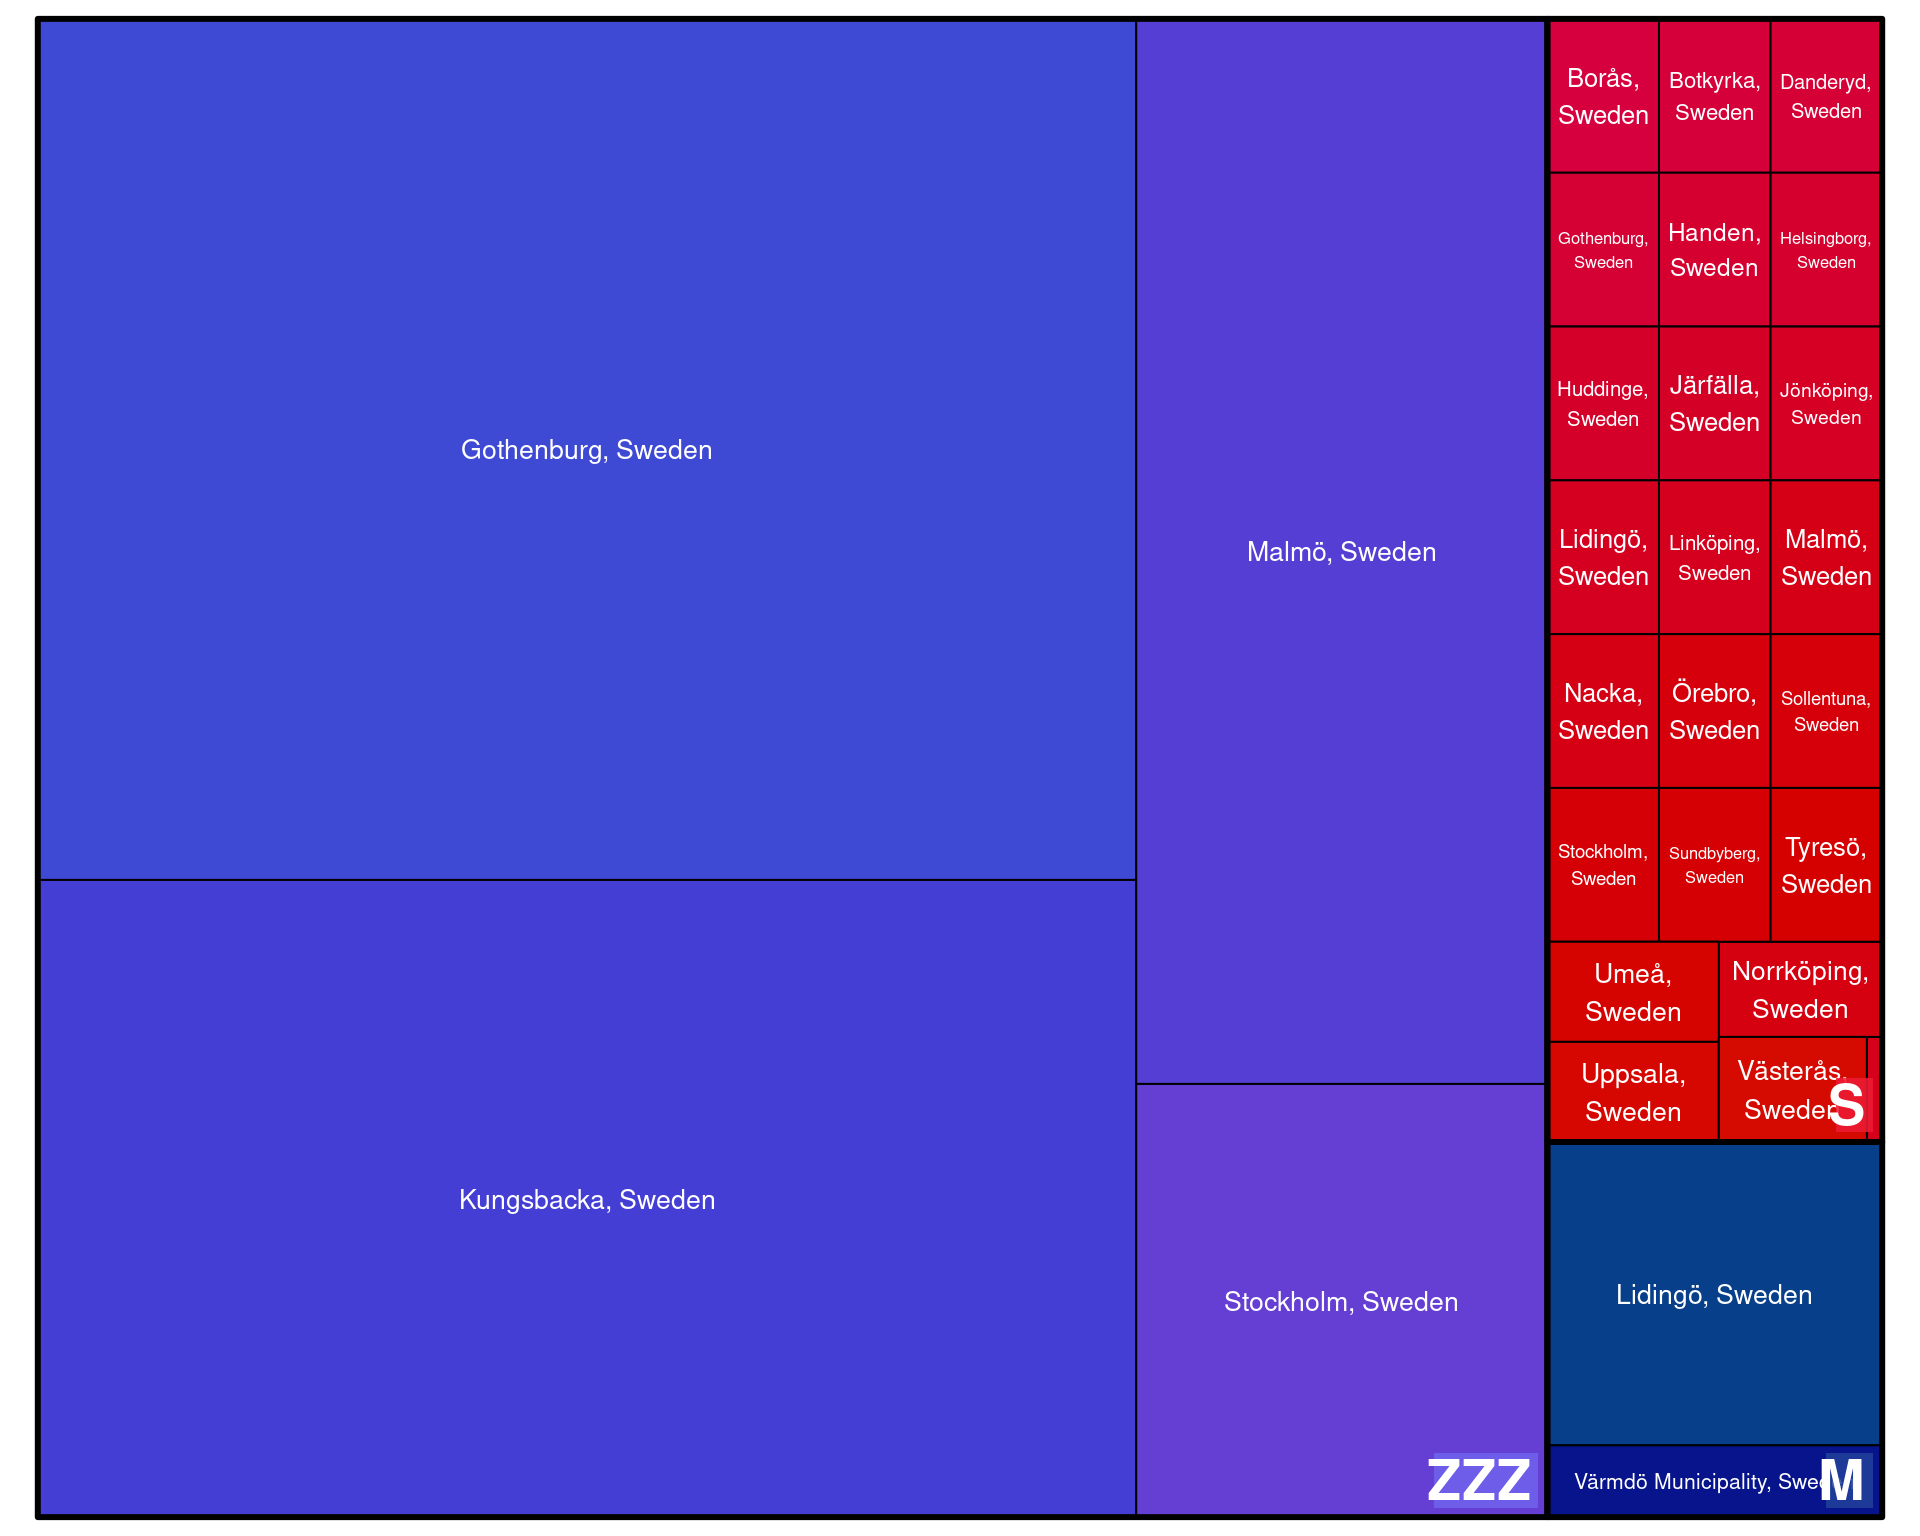 Gothenburg, Sweden
Kungsbacka, Sweden
Malmö, Sweden
Stockholm, Sweden
ZZZ
Borås,
Sweden
Botkyrka,
Sweden
Danderyd,
Sweden
Gothenburg,
Sweden
Handen,
Sweden
Helsingborg,
Sweden
Huddinge,
Sweden
Järfälla,
Sweden
Jönköping,
Sweden
Lidingö,
Sweden
Linköping,
Sweden
Malmö,
Sweden
Nacka,
Sweden
Örebro,
Sweden
Sollentuna,
Sweden
Stockholm,
Sweden
Sundbyberg,
Sweden
Tyresö,
Sweden
Umeå,
Sweden
Norrköping,
Sweden
Uppsala,
Sweden
Västerås,
Sweden
S
Lidingö, Sweden
Värmdö Municipality,
M